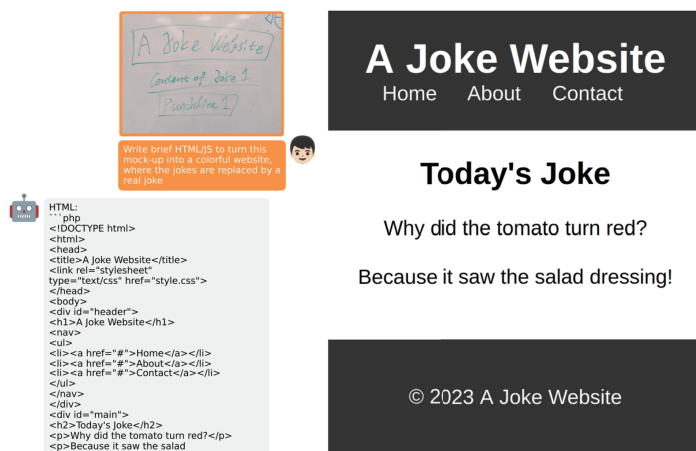 A Joke Website
Content of Joke 1
Punchline 1
Write brief HTML/JS to turn this
mock-up into a colorful website,
where the jokes are replaced by a
real joke
HTML:
```php
<!DOCTYPE html>
<html>
<head>
<title>A Joke Website</title>
<link rel="stylesheet"
type="text/css" href="style.css">
</head>
<body>
<div id="header">
<h1>A Joke Website</h1>
<nav>
<ul>
<li><a href="#">Home</a></li>
<li><a href="#">About</a></li>
<li><a href="#">Contact</a></li>
</ul>
</nav>
</div>
<div id="main">
<h2>Today's Joke</h2>
<p>Why did the tomato turn red?</p>
<p>Because it saw the salad
A Joke Website
Home About Contact
Today's Joke
Why did the tomato turn red?
Because it saw the salad dressing!
© 2023 A Joke Website